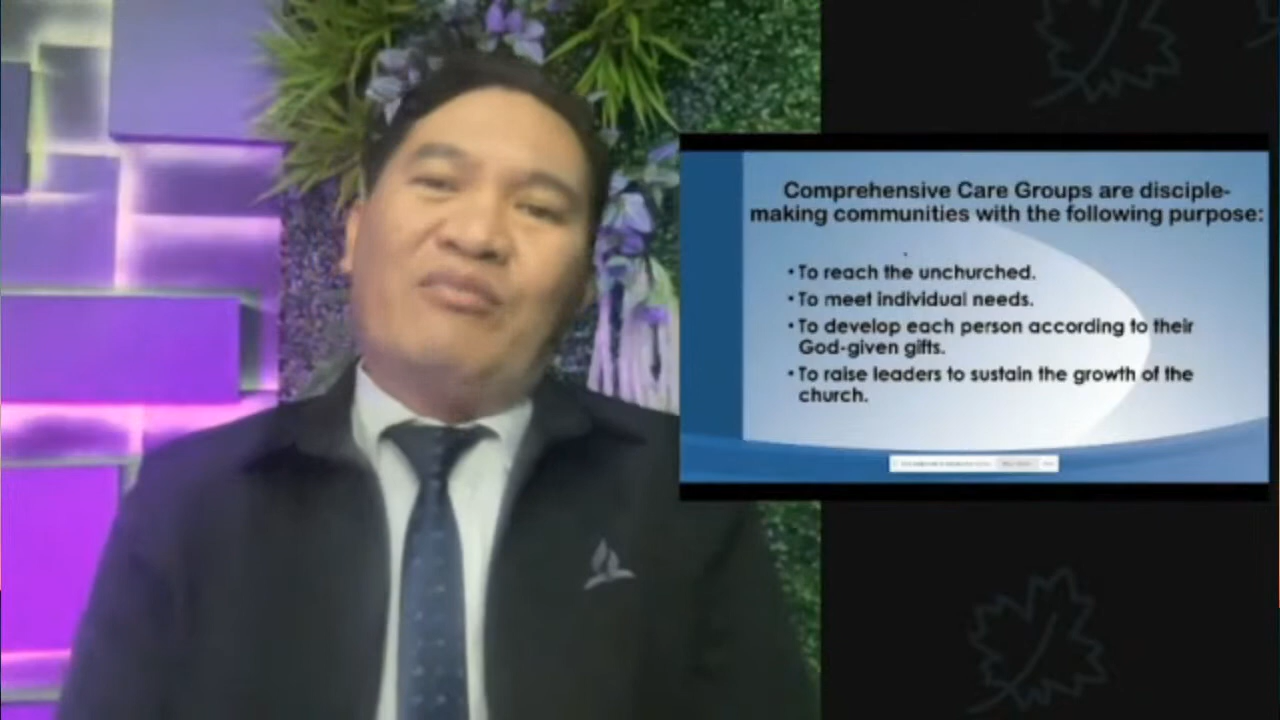 Comprehensive Care Groups are disciple-
making communities with the following purpose:
• To reach the unchurched.
• To meet individual needs.
• To develop each person according to their
God-given gifts.
• To raise leaders to sustain the growth of the
church.